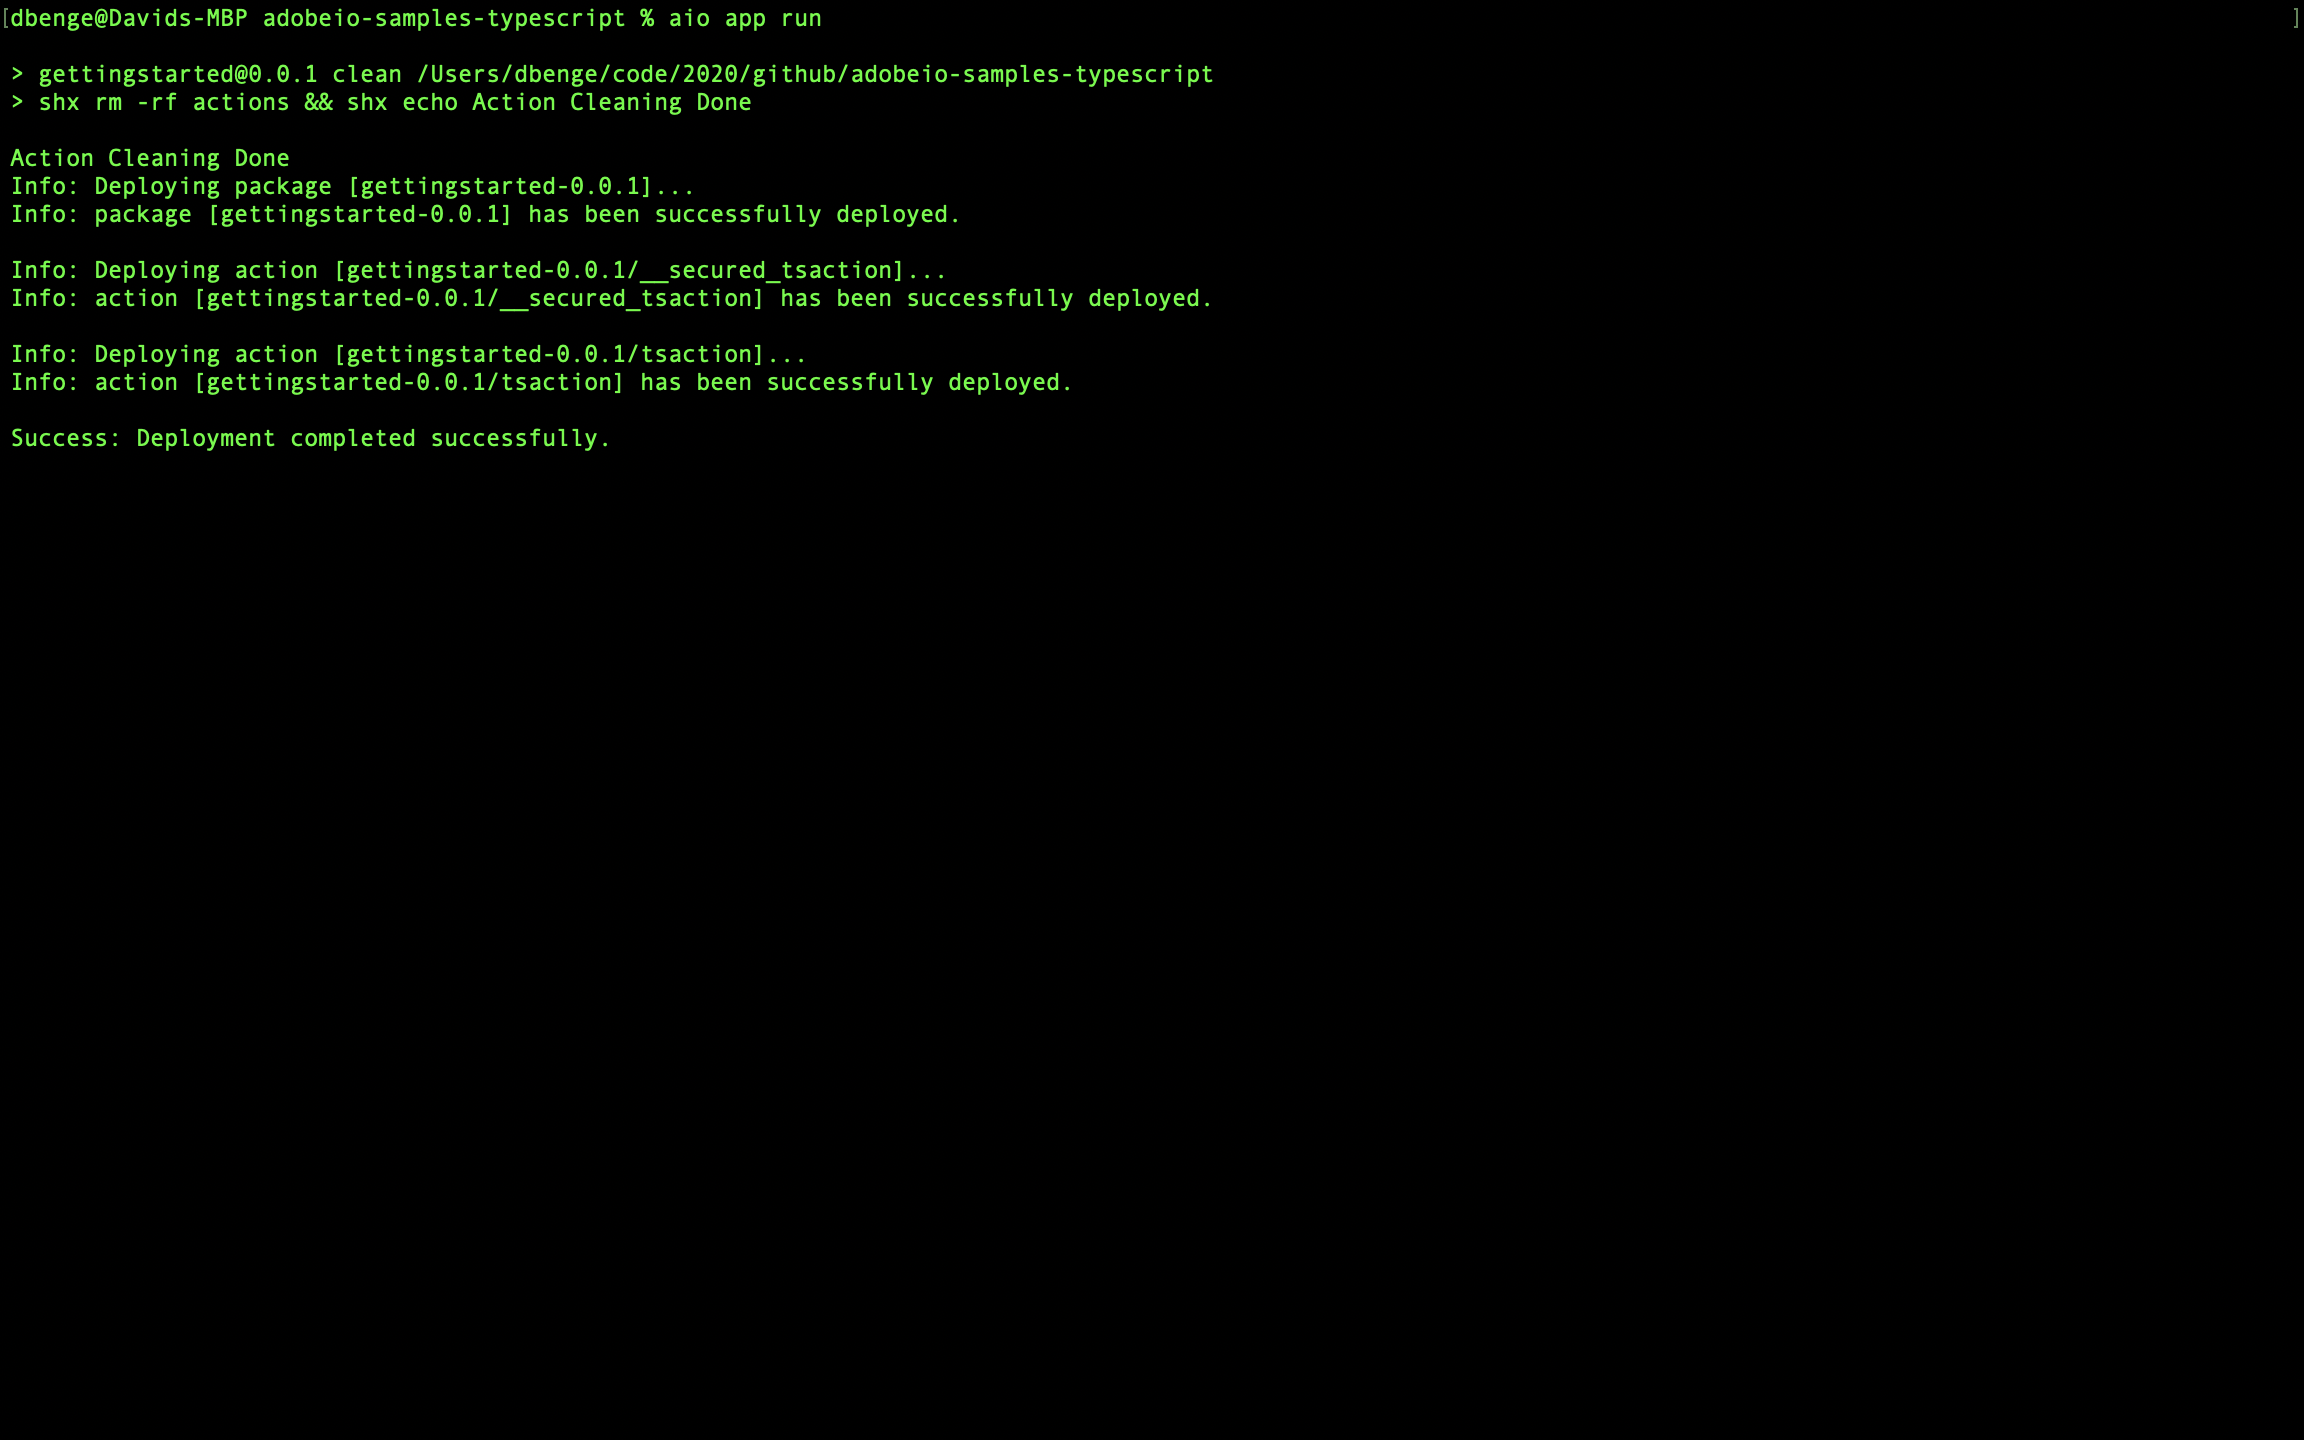 [dbenge@Davids-MBP adobeio-samples-typescript % aio app run ]
> gettingstarted@0.0.1 clean /Users/dbenge/code/2020/github/adobeio-samples-typescript
> shx rm -rf actions && shx echo Action Cleaning Done
Action Cleaning Done
Info: Deploying package [gettingstarted-0.0.1]...
Info: package [gettingstarted-0.0.1] has been successfully deployed.
Info: Deploying action [gettingstarted-0.0.1/__secured_tsaction]...
Info: action [gettingstarted-0.0.1/__secured_tsaction] has been successfully deployed.
Info: Deploying action [gettingstarted-0.0.1/tsaction]...
Info: action [gettingstarted-0.0.1/tsaction] has been successfully deployed.
Success: Deployment completed successfully.